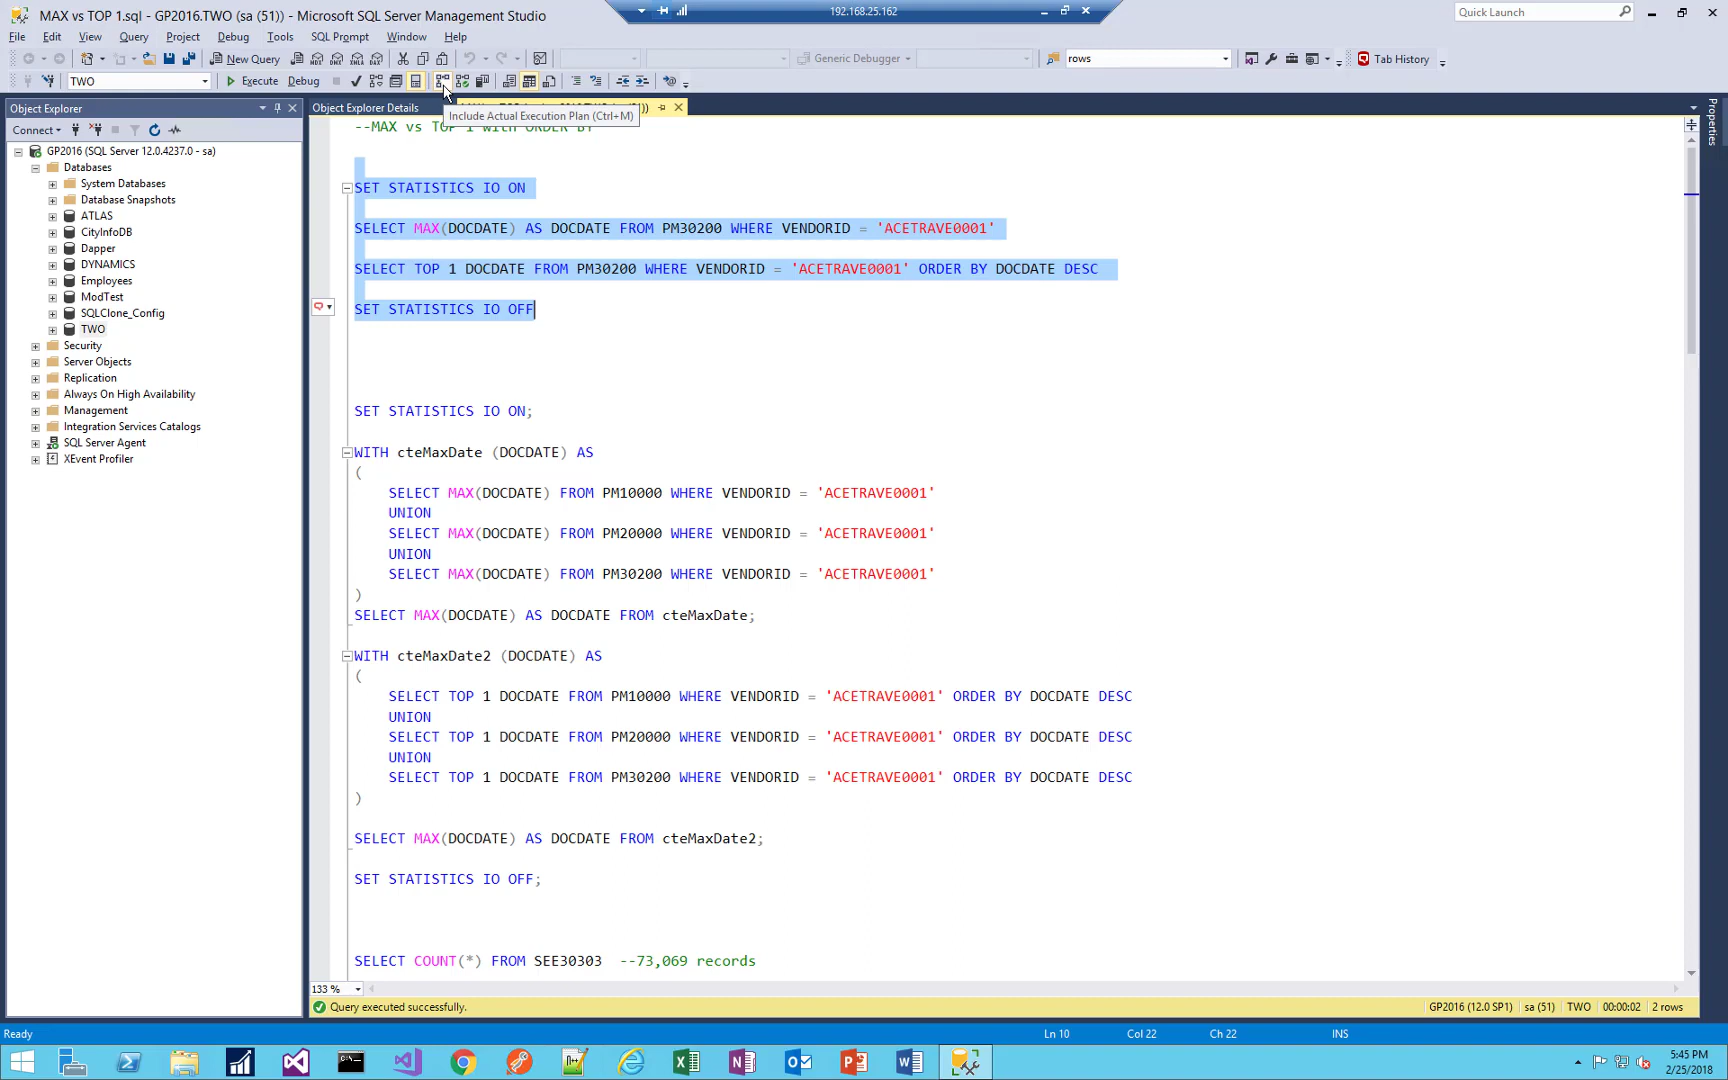 MAX vs TOP 1.sql - GP2016.TWO (sa (51)) - Microsoft SQL Server Management Studio
192.168.25.162
Quick Launch
File Edit View Query Project Debug Tools SQL Prompt Window Help
New Query
Generic Debugger
rows
Tab History
TWO
Execute Debug
Object Explorer
Object Explorer Details
Include Actual Execution Plan (Ctrl+M)
Properties
Connect
GP2016 (SQL Server 12.0.4237.0 - sa)
Databases
System Databases
Database Snapshots
ATLAS
CityInfoDB
Dapper
DYNAMICS
Employees
ModTest
SQLClone_Config
TWO
Security
Server Objects
Replication
Always On High Availability
Management
Integration Services Catalogs
SQL Server Agent
XEvent Profiler
--MAX vs TOP 1 with ORDER BY
SET STATISTICS IO ON
SELECT MAX(DOCDATE) AS DOCDATE FROM PM30200 WHERE VENDORID = 'ACETRAVE0001'
SELECT TOP 1 DOCDATE FROM PM30200 WHERE VENDORID = 'ACETRAVE0001' ORDER BY DOCDATE DESC
SET STATISTICS IO OFF
SET STATISTICS IO ON;
WITH cteMaxDate (DOCDATE) AS
(
SELECT MAX(DOCDATE) FROM PM10000 WHERE VENDORID = 'ACETRAVE0001'
UNION
SELECT MAX(DOCDATE) FROM PM20000 WHERE VENDORID = 'ACETRAVE0001'
UNION
SELECT MAX(DOCDATE) FROM PM30200 WHERE VENDORID = 'ACETRAVE0001'
)
SELECT MAX(DOCDATE) AS DOCDATE FROM cteMaxDate;
WITH cteMaxDate2 (DOCDATE) AS
(
SELECT TOP 1 DOCDATE FROM PM10000 WHERE VENDORID = 'ACETRAVE0001' ORDER BY DOCDATE DESC
UNION
SELECT TOP 1 DOCDATE FROM PM20000 WHERE VENDORID = 'ACETRAVE0001' ORDER BY DOCDATE DESC
UNION
SELECT TOP 1 DOCDATE FROM PM30200 WHERE VENDORID = 'ACETRAVE0001' ORDER BY DOCDATE DESC
)
SELECT MAX(DOCDATE) AS DOCDATE FROM cteMaxDate2;
SET STATISTICS IO OFF;
SELECT COUNT(*) FROM SEE30303 --73,069 records
133 %
Query executed successfully.
GP2016 (12.0 SP1) sa (51) TWO 00:00:02 2 rows
Ready
Ln 10 Col 22 Ch 22 INS
5:45 PM
2/25/2018